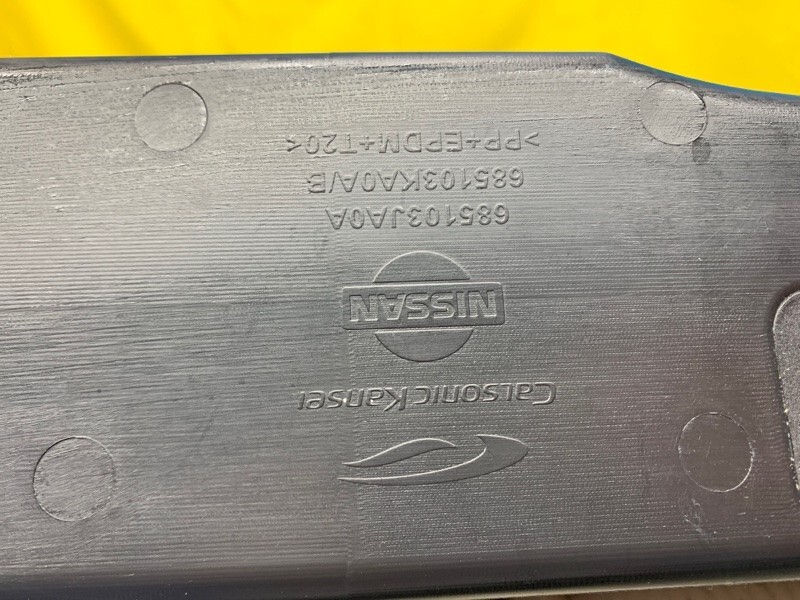 Calsonic Kansei
NISSAN
685103JA0A
685103KA0A/B
>PP+EPDM+T20<